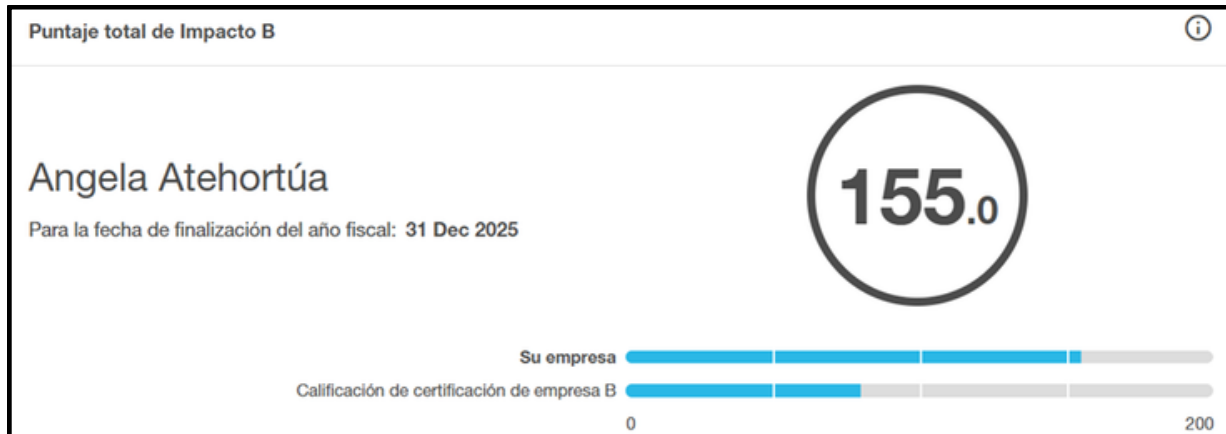 Puntaje total de Impacto B
Angela Atehortúa
Para la fecha de finalización del año fiscal: 31 Dec 2025
155.0
Su empresa
Calificación de certificación de empresa B
0 200